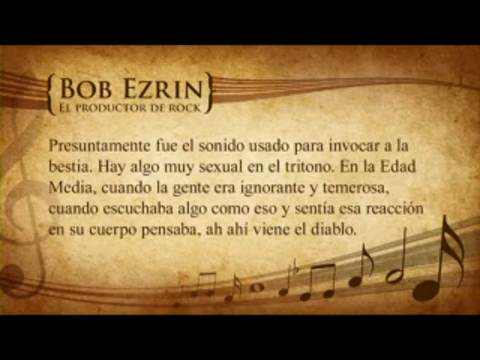 {BOB EZRIN}
EL PRODUCTOR DE ROCK
Presuntamente fue el sonido usado para invocar a la
bestia. Hay algo muy sexual en el tritono. En la Edad
Media, cuando la gente era ignorante y temerosa,
cuando escuchaba algo como eso y sentía esa reacción
en su cuerpo pensaba, ah ahí viene el diablo.